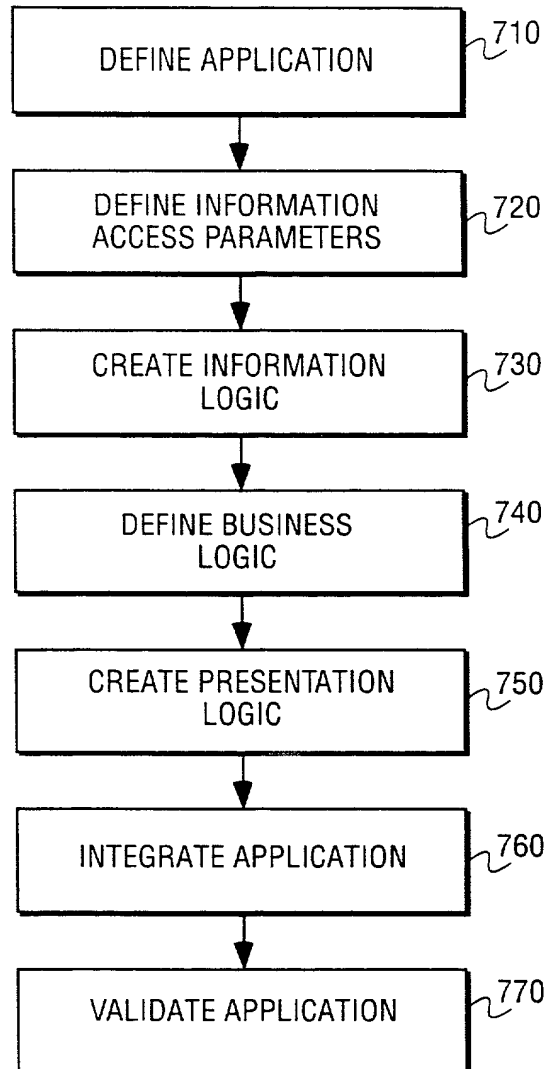 DEFINE APPLICATION
710
DEFINE INFORMATION
ACCESS PARAMETERS
720
CREATE INFORMATION
LOGIC
730
DEFINE BUSINESS
LOGIC
740
CREATE PRESENTATION
LOGIC
750
INTEGRATE APPLICATION
760
VALIDATE APPLICATION
770